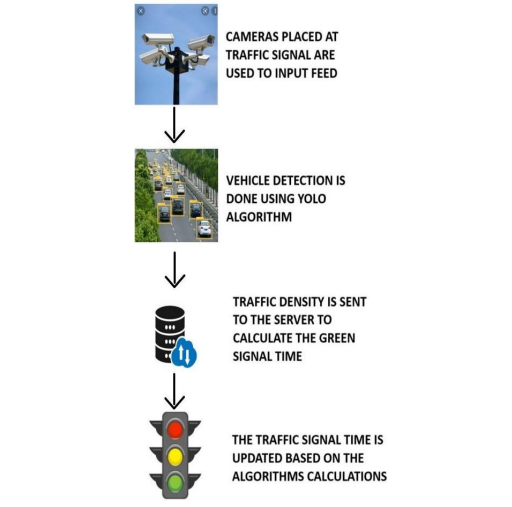 CAMERAS PLACED AT
TRAFFIC SIGNAL ARE
USED TO INPUT FEED
VEHICLE DETECTION IS
DONE USING YOLO
ALGORITHM
TRAFFIC DENSITY IS SENT
TO THE SERVER TO
CALCULATE THE GREEN
SIGNAL TIME
THE TRAFFIC SIGNAL TIME IS
UPDATED BASED ON THE
ALGORITHMS CALCULATIONS